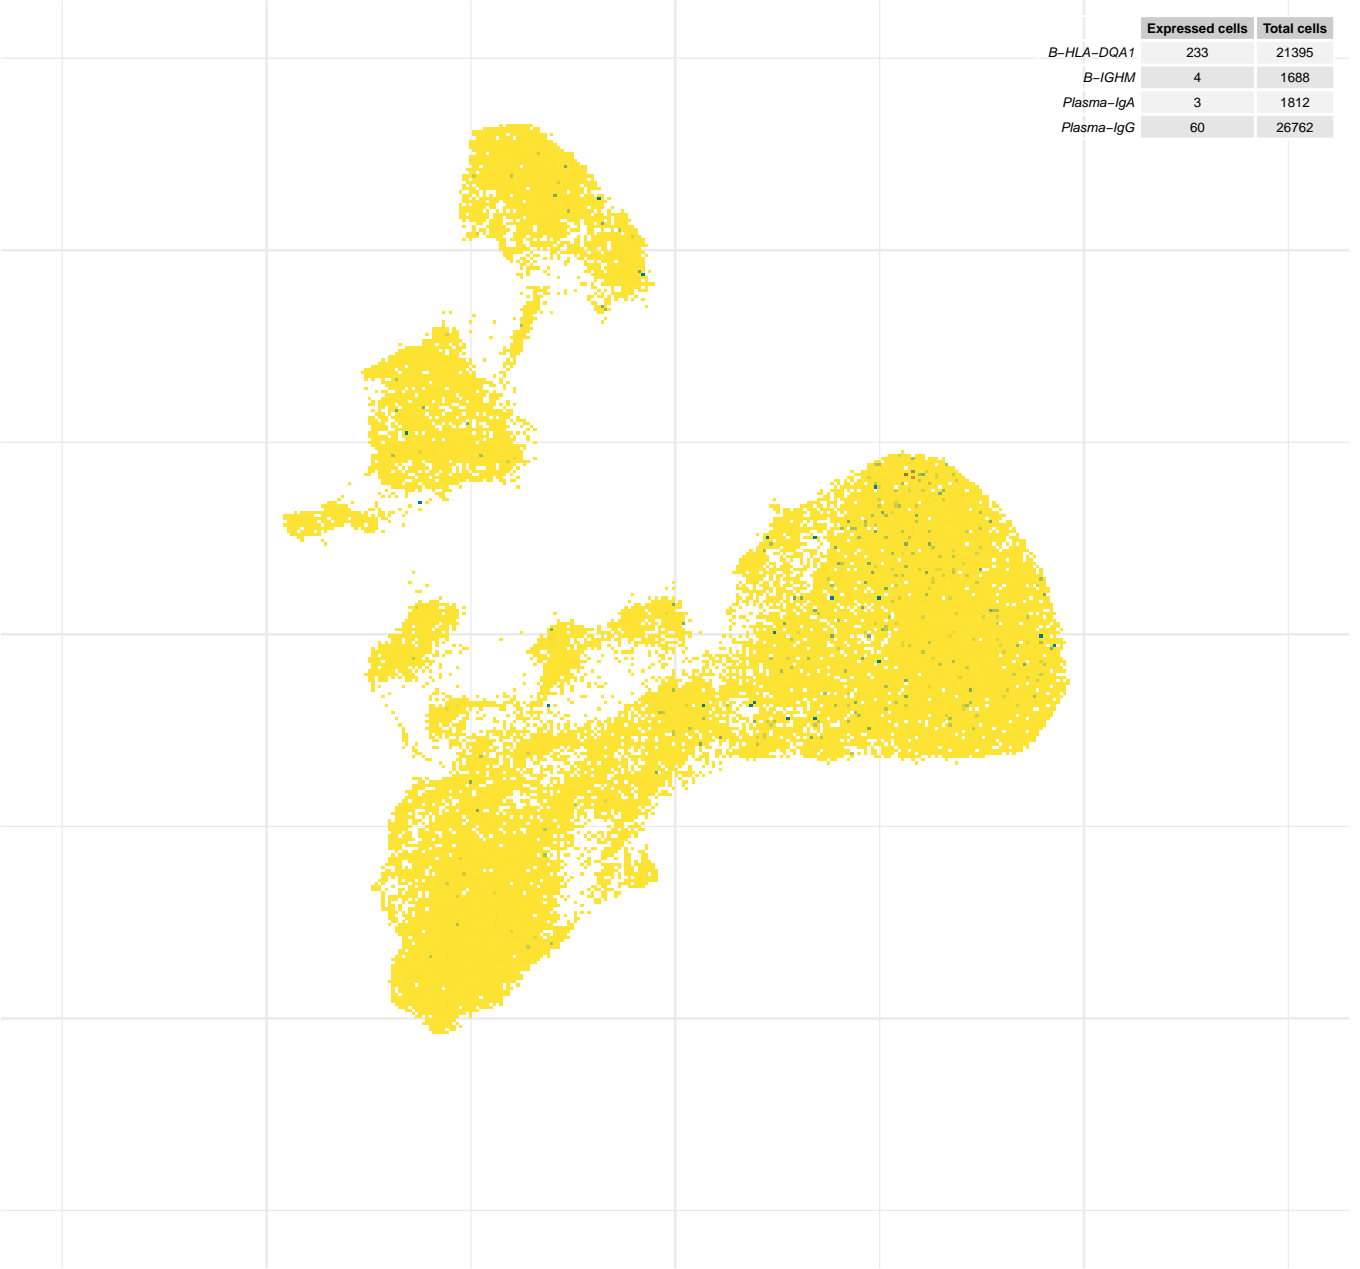 Expressed cells Total cells
B−HLA−DQA1 233 21395
B−IGHM 4 1688
Plasma−IgA 3 1812
Plasma−IgG 60 26762